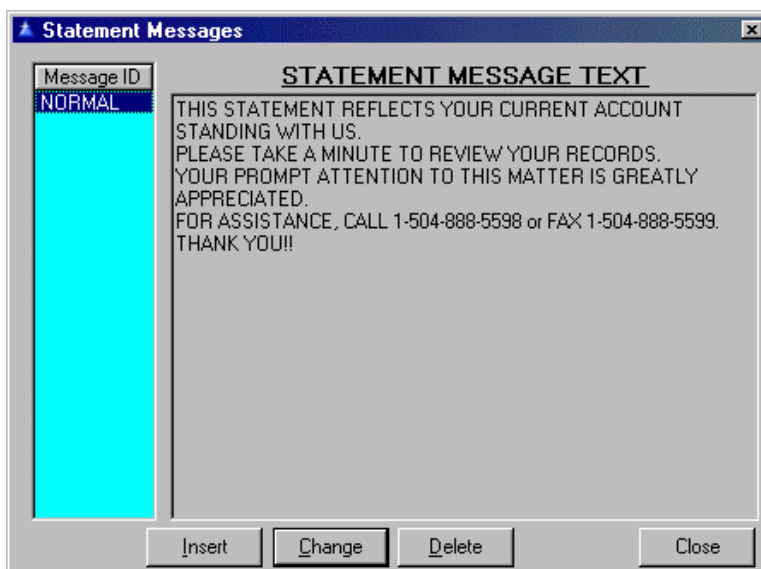 Statement Messages
Message ID
NORMAL
STATEMENT MESSAGE TEXT
THIS STATEMENT REFLECTS YOUR CURRENT ACCOUNT
STANDING WITH US.
PLEASE TAKE A MINUTE TO REVIEW YOUR RECORDS.
YOUR PROMPT ATTENTION TO THIS MATTER IS GREATLY
APPRECIATED.
FOR ASSISTANCE, CALL 1-504-888-5598 or FAX 1-504-888-5599.
THANK YOU!!
Insert Change Delete Close